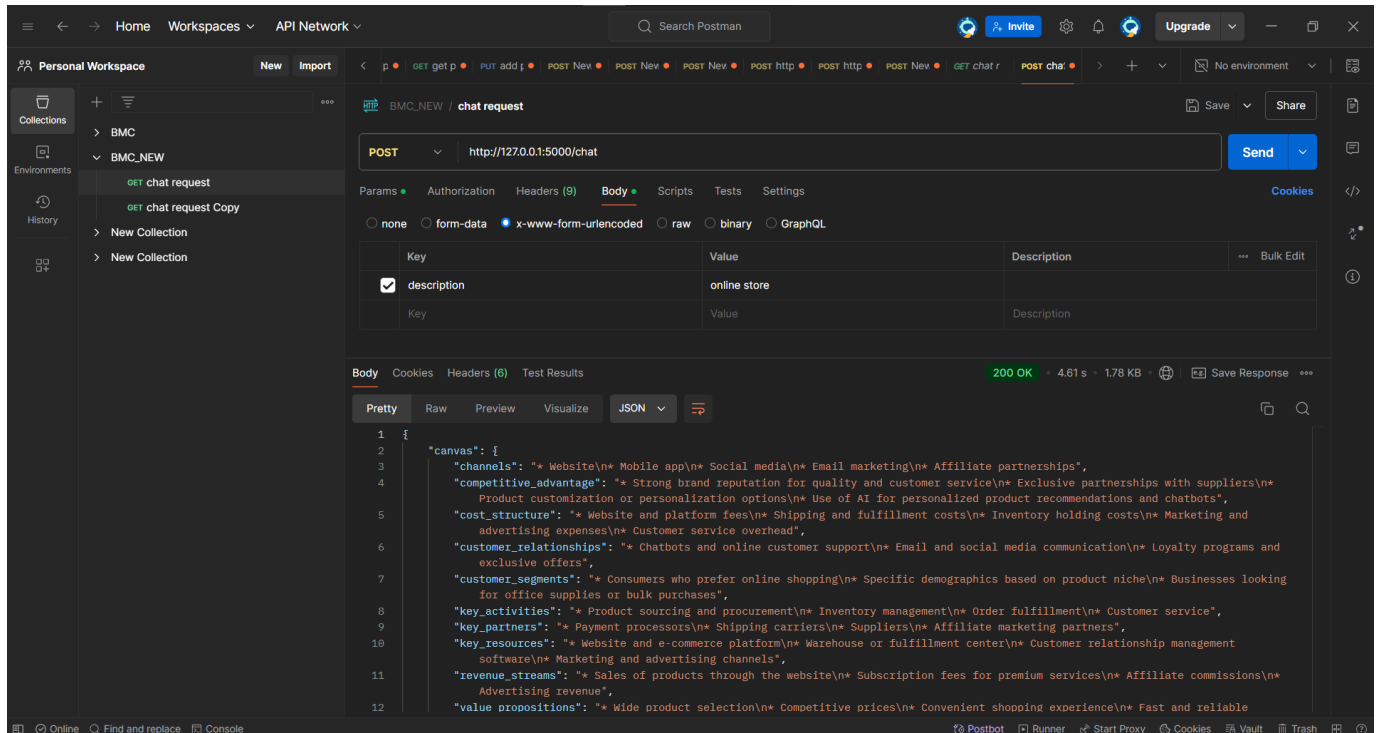 Home Workspaces API Network Search Postman Invite Upgrade
Personal Workspace New Import
GET get p PUT add p POST New POST New POST New POST http POST http POST New GET chat r POST chat No environment
Collections
Environments
History
BMC
BMC_NEW
GET chat request
GET chat request Copy
New Collection
New Collection
HTTP BMC_NEW / chat request Save Share
POST http://127.0.0.1:5000/chat Send
Params Authorization Headers (9) Body Scripts Tests Settings Cookies
none form-data x-www-form-urlencoded raw binary GraphQL
Key Value Description Bulk Edit
description online store
Key Value Description
Body Cookies Headers (6) Test Results 200 OK 4.61 s 1.78 KB e.g. Save Response
Pretty Raw Preview Visualize JSON
1 {
2 "canvas": {
3 "channels": "* Website\n* Mobile app\n* Social media\n* Email marketing\n* Affiliate partnerships",
4 "competitive_advantage": "* Strong brand reputation for quality and customer service\n* Exclusive partnerships with suppliers\n*
Product customization or personalization options\n* Use of AI for personalized product recommendations and chatbots",
5 "cost_structure": "* Website and platform fees\n* Shipping and fulfillment costs\n* Inventory holding costs\n* Marketing and
advertising expenses\n* Customer service overhead",
6 "customer_relationships": "* Chatbots and online customer support\n* Email and social media communication\n* Loyalty programs and
exclusive offers",
7 "customer_segments": "* Consumers who prefer online shopping\n* Specific demographics based on product niche\n* Businesses looking
for office supplies or bulk purchases",
8 "key_activities": "* Product sourcing and procurement\n* Inventory management\n* Order fulfillment\n* Customer service",
9 "key_partners": "* Payment processors\n* Shipping carriers\n* Suppliers\n* Affiliate marketing partners",
10 "key_resources": "* Website and e-commerce platform\n* Warehouse or fulfillment center\n* Customer relationship management
software\n* Marketing and advertising channels",
11 "revenue_streams": "* Sales of products through the website\n* Subscription fees for premium services\n* Affiliate commissions\n*
Advertising revenue",
12 "value_propositions": "* Wide product selection\n* Competitive prices\n* Convenient shopping experience\n* Fast and reliable
Online Find and replace Console Postbot Runner Start Proxy Cookies Vault Trash